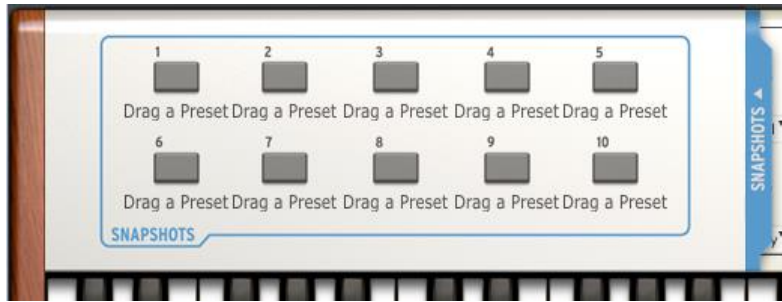 1 2 3 4 5
Drag a Preset Drag a Preset Drag a Preset Drag a Preset Drag a Preset
6 7 8 9 10
Drag a Preset Drag a Preset Drag a Preset Drag a Preset Drag a Preset
SNAPSHOTS
SNAPSHOTS